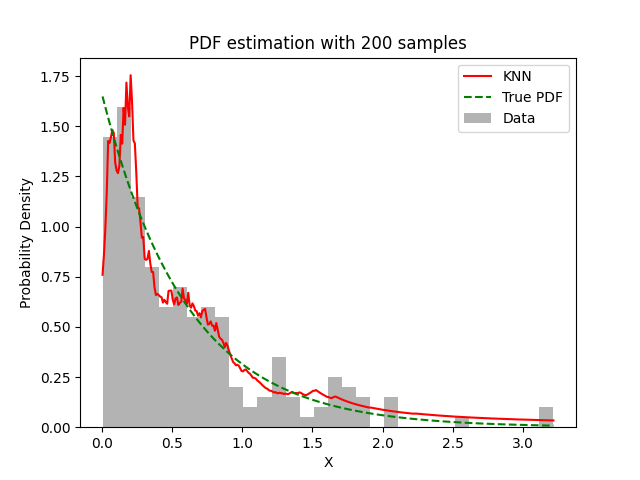 PDF estimation with 200 samples
KNN
True PDF
Data
Probability Density
1.75
1.50
1.25
1.00
0.75
0.50
0.25
0.00
0.0 0.5 1.0 1.5 2.0 2.5 3.0
X